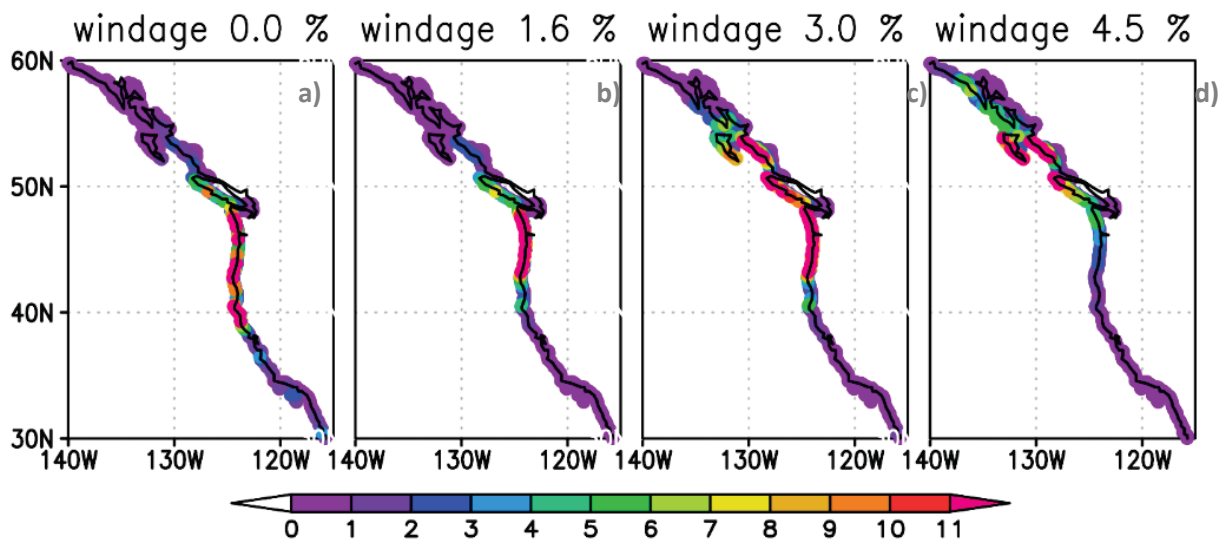 windage 0.0 % windage 1.6 % windage 3.0 % windage 4.5 %
60N a) b) c) d)
50N
40N
30N
140W 130W 120W 140W 130W 120W 140W 130W 120W 140W 130W 120W
0 1 2 3 4 5 6 7 8 9 10 11